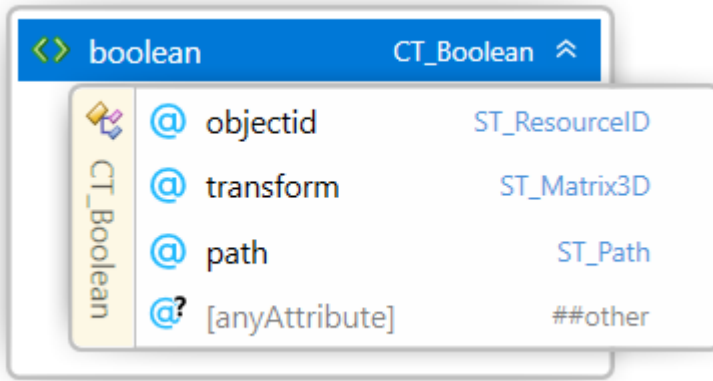 boolean CT_Boolean
CT_Boolean
@ objectid ST_ResourceID
@ transform ST_Matrix3D
@ path ST_Path
@? [anyAttribute] ##other